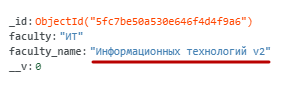 _id: ObjectId("5fc7be50a530e646f4d4f9a6")
faculty: "ИТ"
faculty_name: "Информационных технологий v2"
__v: 0